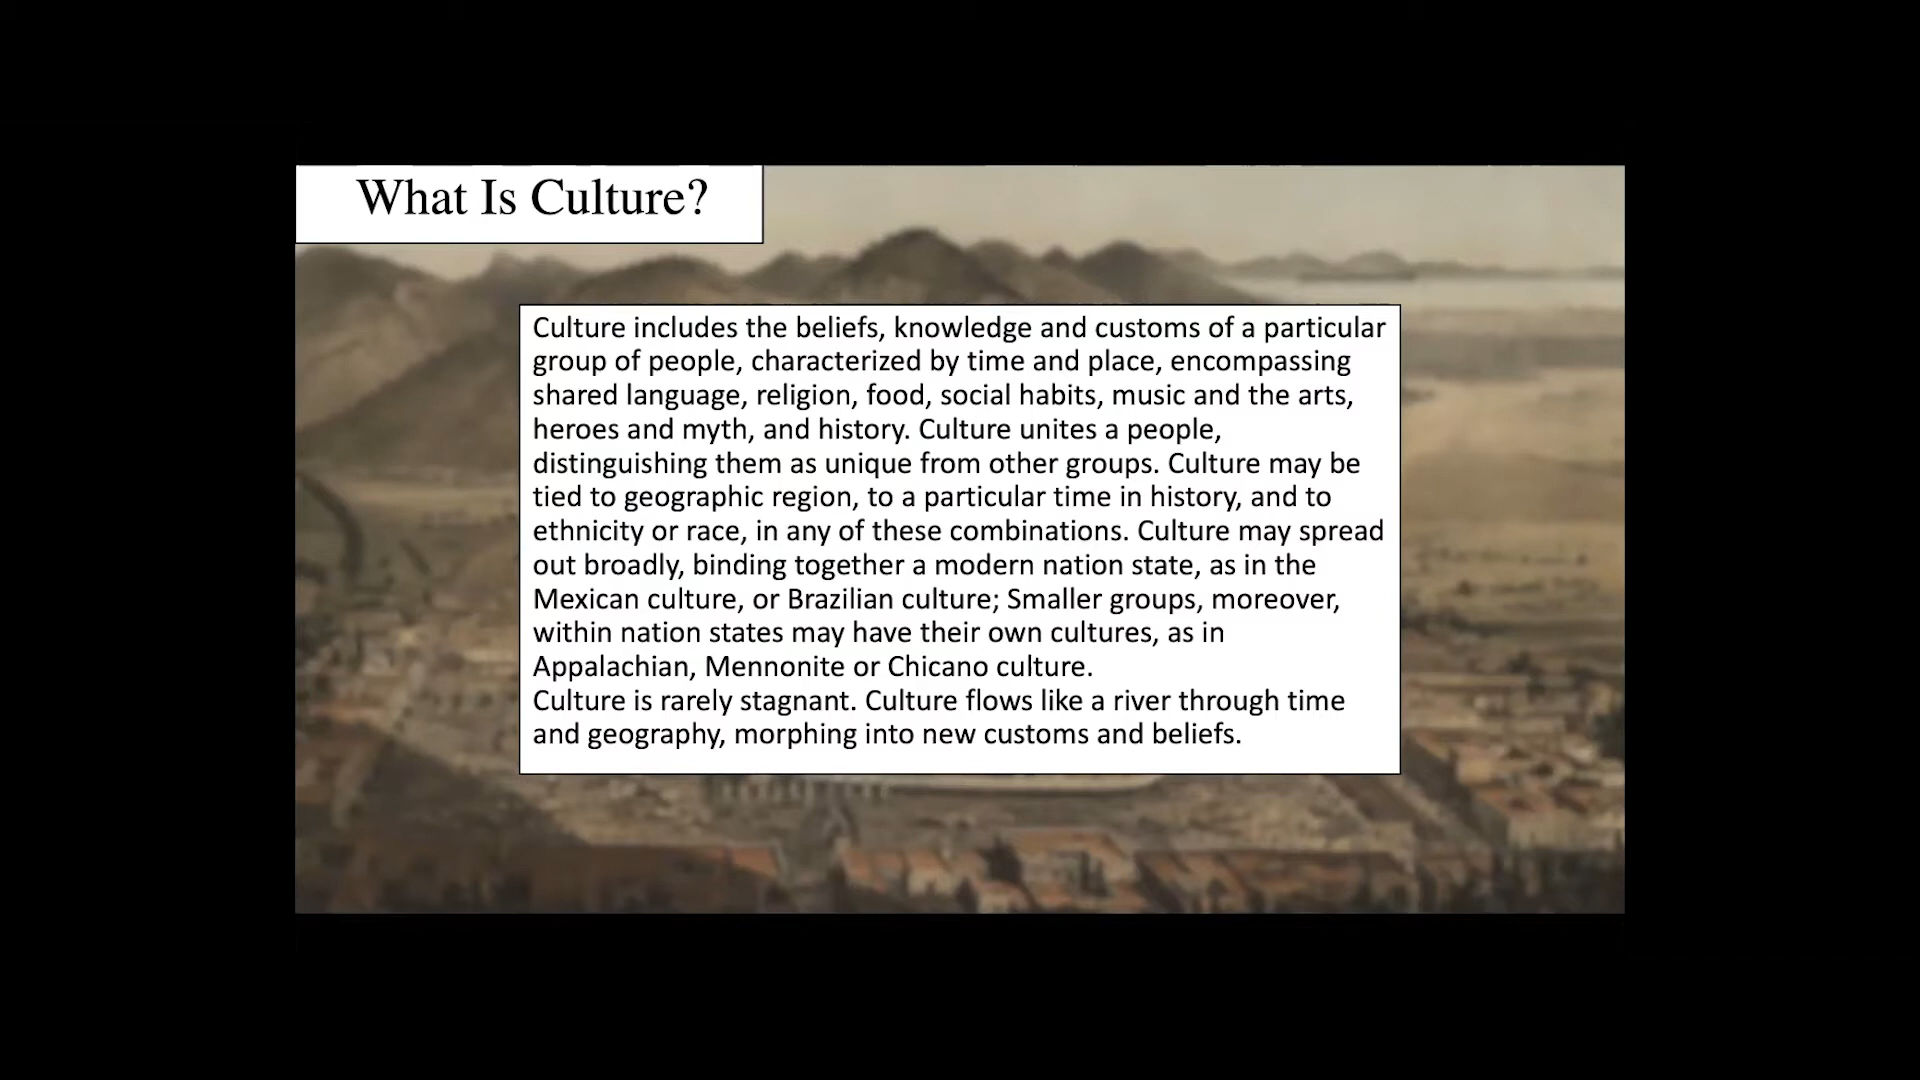 What Is Culture?
Culture includes the beliefs, knowledge and customs of a particular
group of people, characterized by time and place, encompassing
shared language, religion, food, social habits, music and the arts,
heroes and myth, and history. Culture unites a people,
distinguishing them as unique from other groups. Culture may be
tied to geographic region, to a particular time in history, and to
ethnicity or race, in any of these combinations. Culture may spread
out broadly, binding together a modern nation state, as in the
Mexican culture, or Brazilian culture; Smaller groups, moreover,
within nation states may have their own cultures, as in
Appalachian, Mennonite or Chicano culture.
Culture is rarely stagnant. Culture flows like a river through time
and geography, morphing into new customs and beliefs.